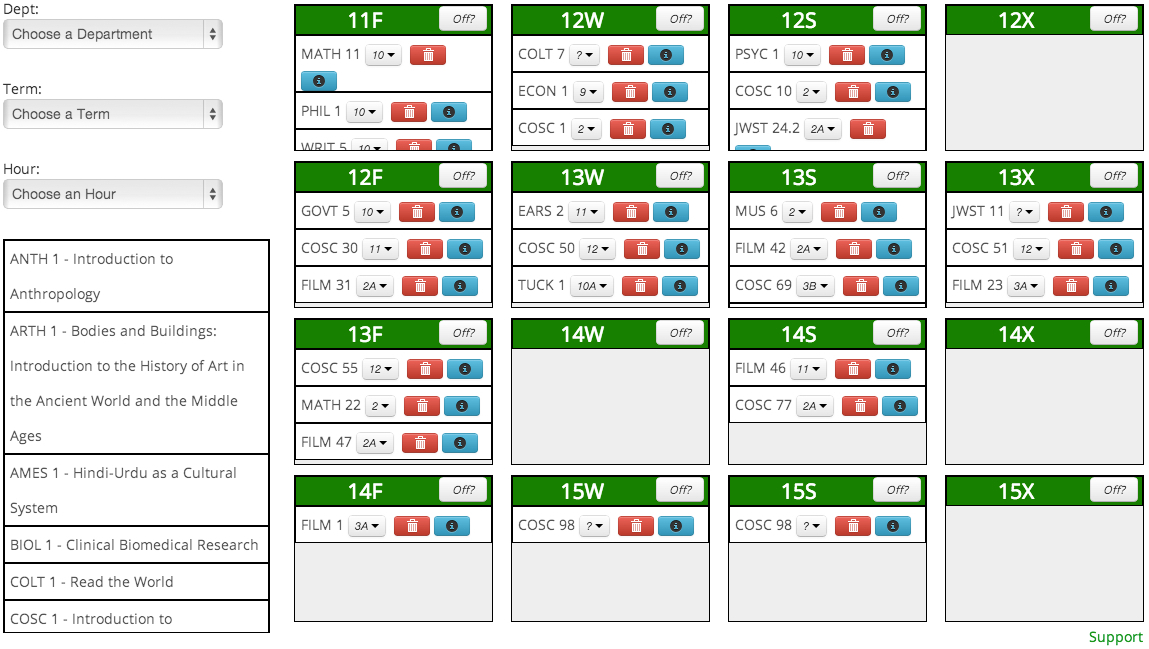 Dept:
Choose a Department
Term:
Choose a Term
Hour:
Choose an Hour
ANTH 1 - Introduction to
Anthropology
ARTH 1 - Bodies and Buildings:
Introduction to the History of Art in
the Ancient World and the Middle
Ages
AMES 1 - Hindi-Urdu as a Cultural
System
BIOL 1 - Clinical Biomedical Research
COLT 1 - Read the World
COSC 1 - Introduction to
11F Off?
MATH 11 10
PHIL 1 10
WRIT 5 10
12W Off?
COLT 7 ?
ECON 1 9
COSC 1 2
12S Off?
PSYC 1 10
COSC 10 2
JWST 24.2 2A
12X Off?
12F Off?
GOVT 5 10
COSC 30 11
FILM 31 2A
13W Off?
EARS 2 11
COSC 50 12
TUCK 1 10A
13S Off?
MUS 6 2
FILM 42 2A
COSC 69 3B
13X Off?
JWST 11 ?
COSC 51 12
FILM 23 3A
13F Off?
COSC 55 12
MATH 22 2
FILM 47 2A
14W Off?
14S Off?
FILM 46 11
COSC 77 2A
14X Off?
14F Off?
FILM 1 3A
15W Off?
COSC 98 ?
15S Off?
COSC 98 ?
15X Off?
Support